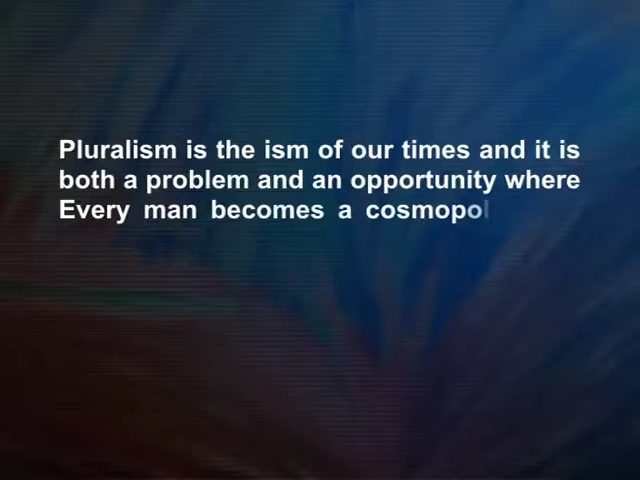 Pluralism is the ism of our times and it is
both a problem and an opportunity where
Every man becomes a cosmopol